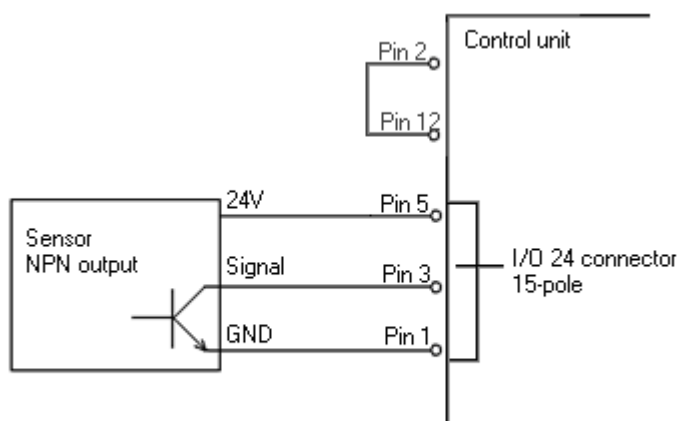 Control unit
Pin 2
Pin 12
24V
Pin 5
Sensor
NPN output
Signal
Pin 3
I/O 24 connector
15-pole
GND
Pin 1